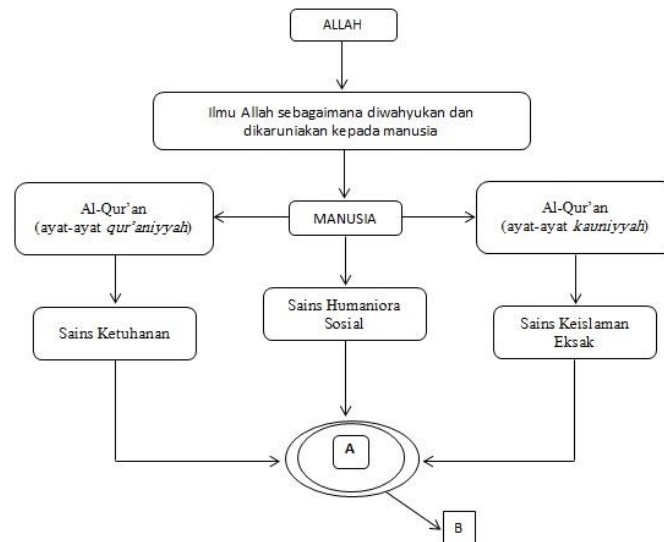 ALLAH
Ilmu Allah sebagaimana diwahyukan dan
dikaruniakan kepada manusia
Al-Qur'an
(ayat-ayat qur'aniyyah)
MANUSIA
Al-Qur'an
(ayat-ayat kauniyyah)
Sains Ketuhanan
Sains Humaniora
Sosial
Sains Keislaman
Eksak
A
B